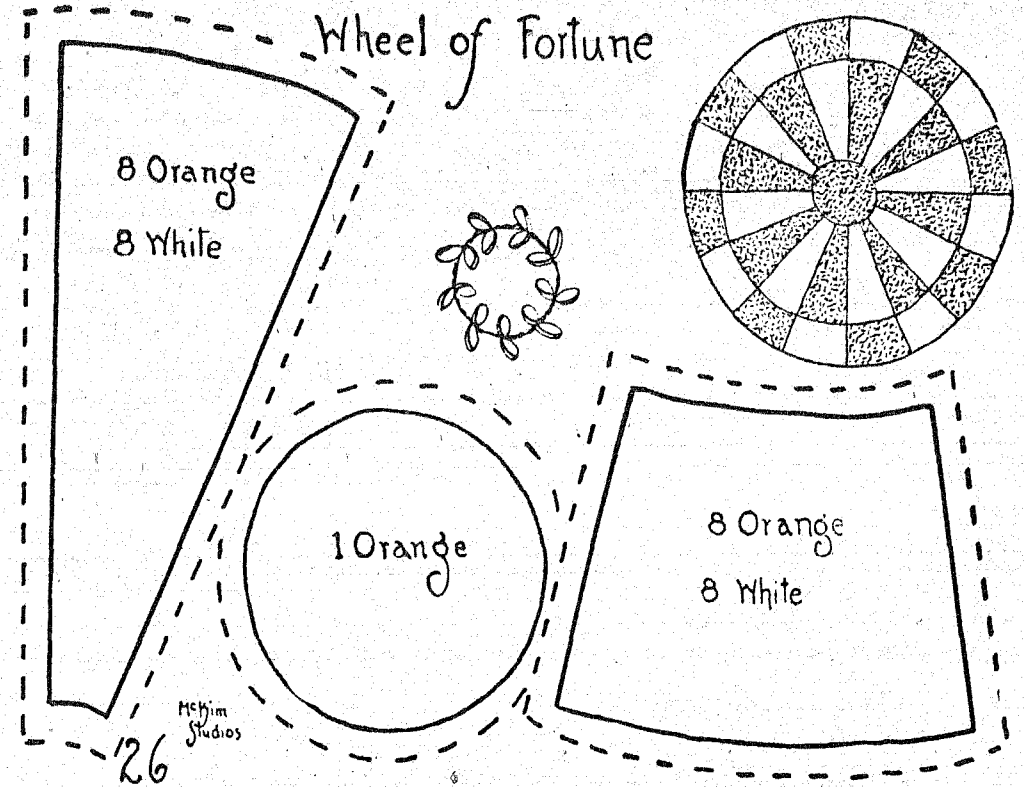 Wheel of Fortune
8 Orange
8 White
1 Orange
8 Orange
8 White
McKim
Studios
'26